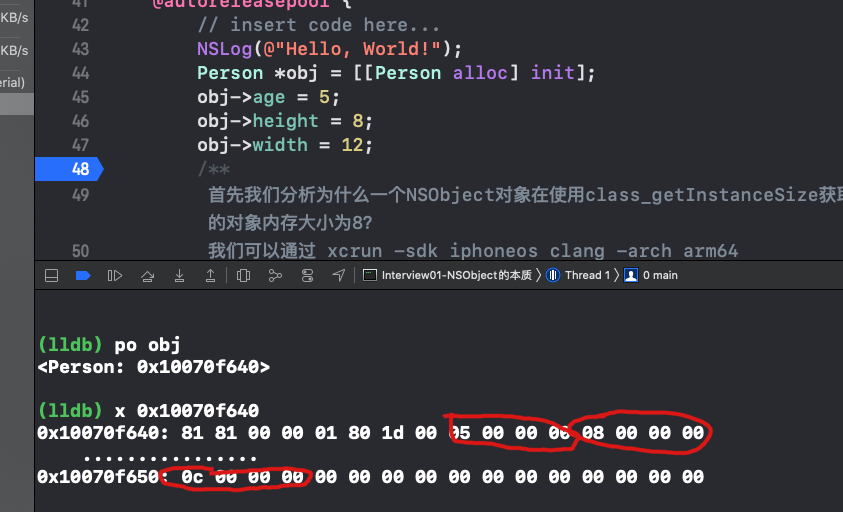 KB/s
KB/s
erial)
41 @autoreleasepool {
42 // insert code here...
43 NSLog(@"Hello, World!");
44 Person *obj = [[Person alloc] init];
45 obj->age = 5;
46 obj->height = 8;
47 obj->width = 12;
48 /**
49 首先我们分析为什么一个NSObject对象在使用class_getInstanceSize获取
的对象内存大小为8?
50 我们可以通过 xcrun -sdk iphoneos clang -arch arm64
Interview01-NSObject的本质 Thread 1 0 main
(lldb) po obj
<Person: 0x10070f640>
(lldb) x 0x10070f640
0x10070f640: 81 81 00 00 01 80 1d 00 05 00 00 00 08 00 00 00
................
0x10070f650: 0c 00 00 00 00 00 00 00 00 00 00 00 00 00 00 00